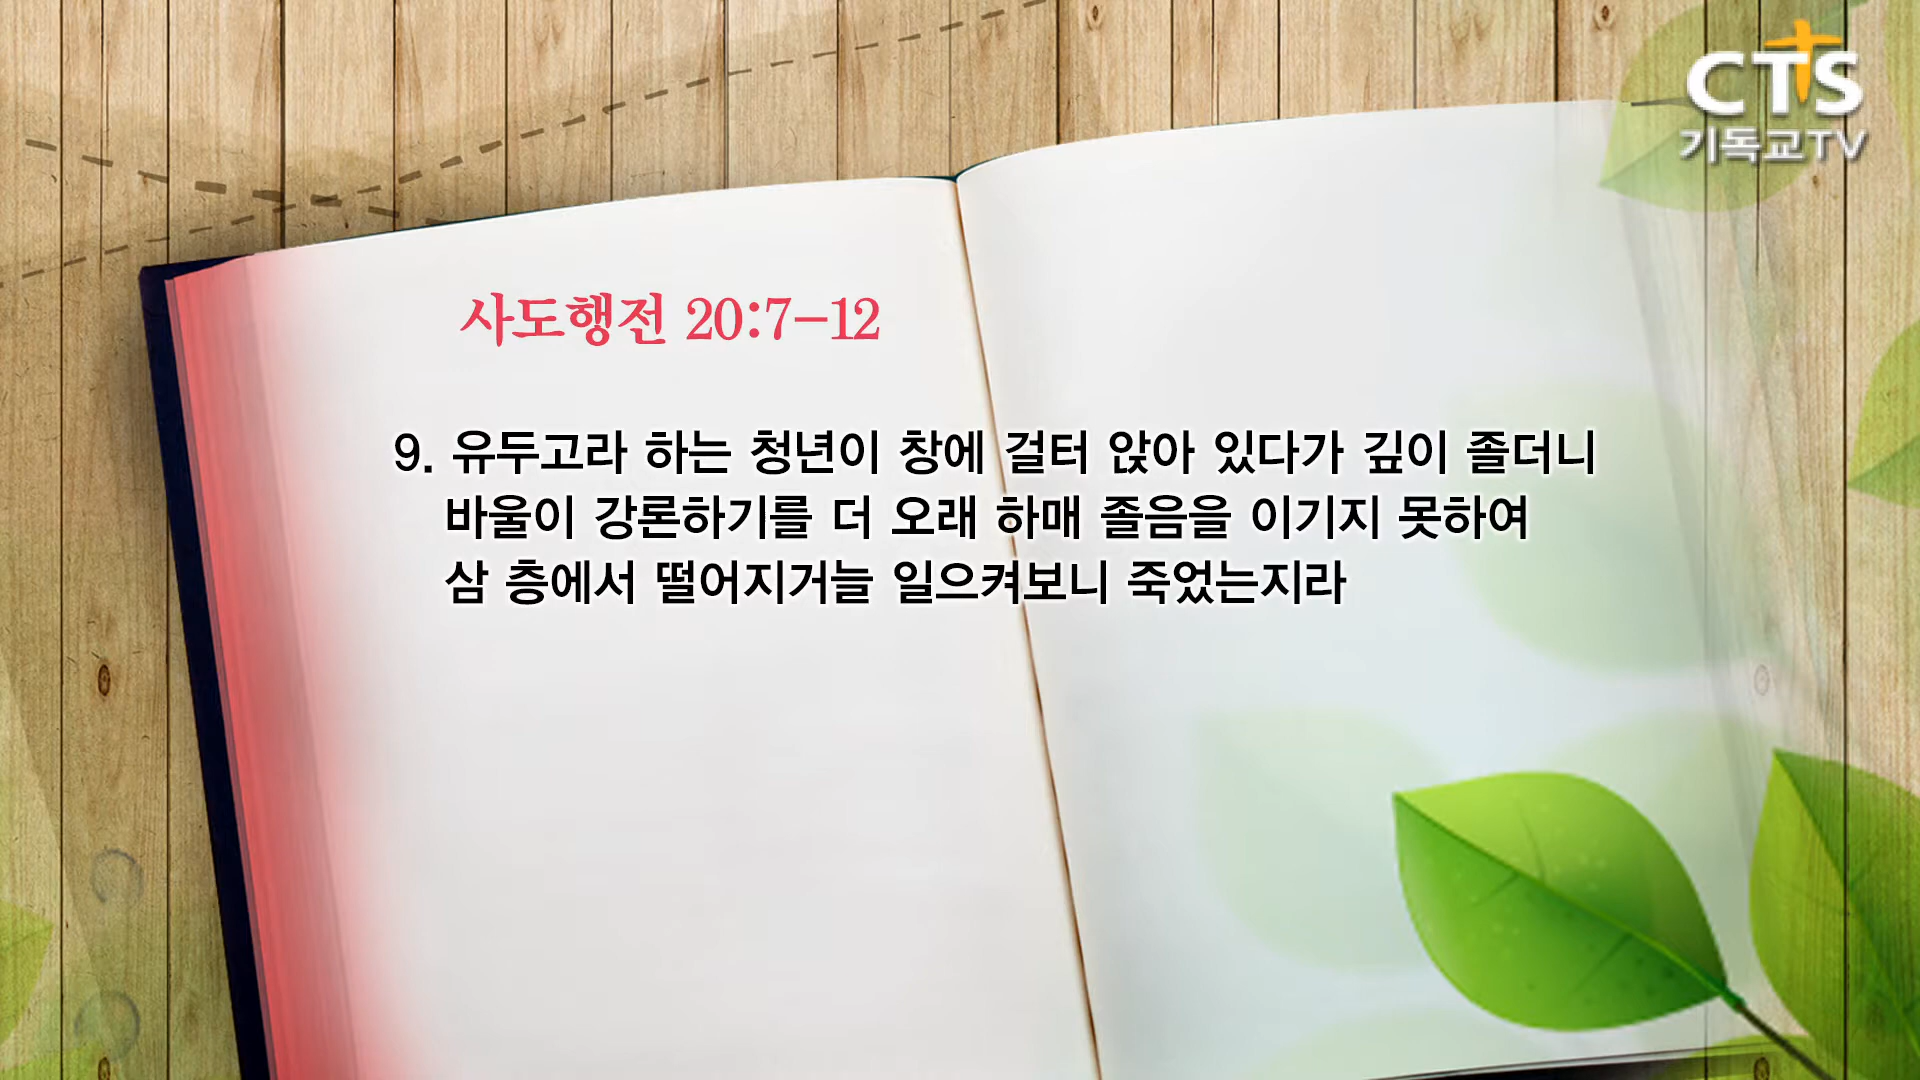 CTS
기독교TV
사도행전 20:7-12
9. 유두고라 하는 청년이 창에 걸터 앉아 있다가 깊이 졸더니
바울이 강론하기를 더 오래 하매 졸음을 이기지 못하여
삼 층에서 떨어지거늘 일으켜보니 죽었는지라